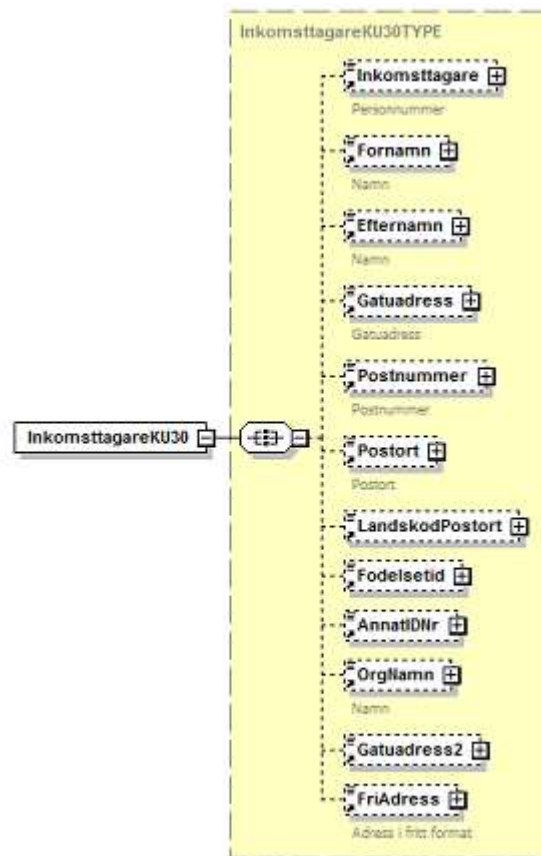 InkomsttagareKU30TYPE
Inkomsttagare
Personnummer
Fornamn
Namn
Efternamn
Namn
Gatuadress
Gatuadress
Postnummer
Postnummer
InkomsttagareKU30
Postort
Postort
LandskodPostort
Fodelsetid
AnnatIDNr
OrgNamn
Namn
Gatuadress2
FriAdress
Adress i fritt format